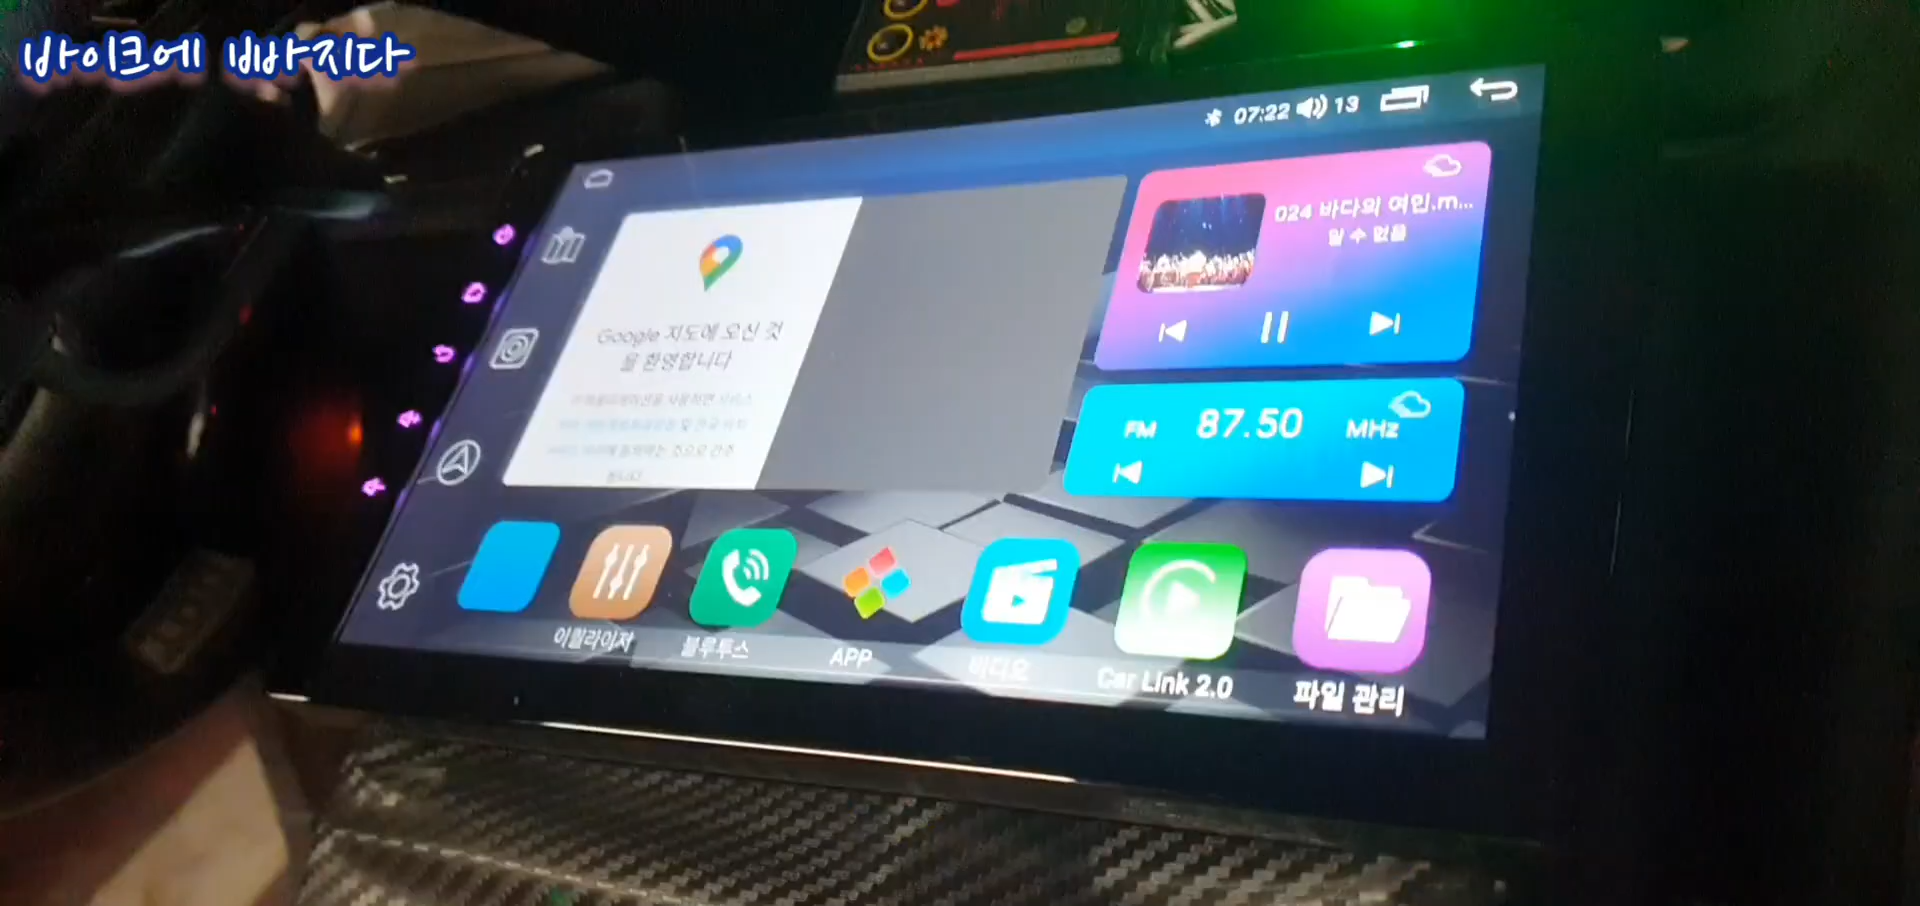 바이크에 빠지다
07:22 13
024 바다의 여인.m...
알 수 없음
Google 지도에 오신 것
을 환영합니다
FM 87.50 MHz
이퀄라이저
블루투스
APP
비디오
Car Link 2.0
파일 관리